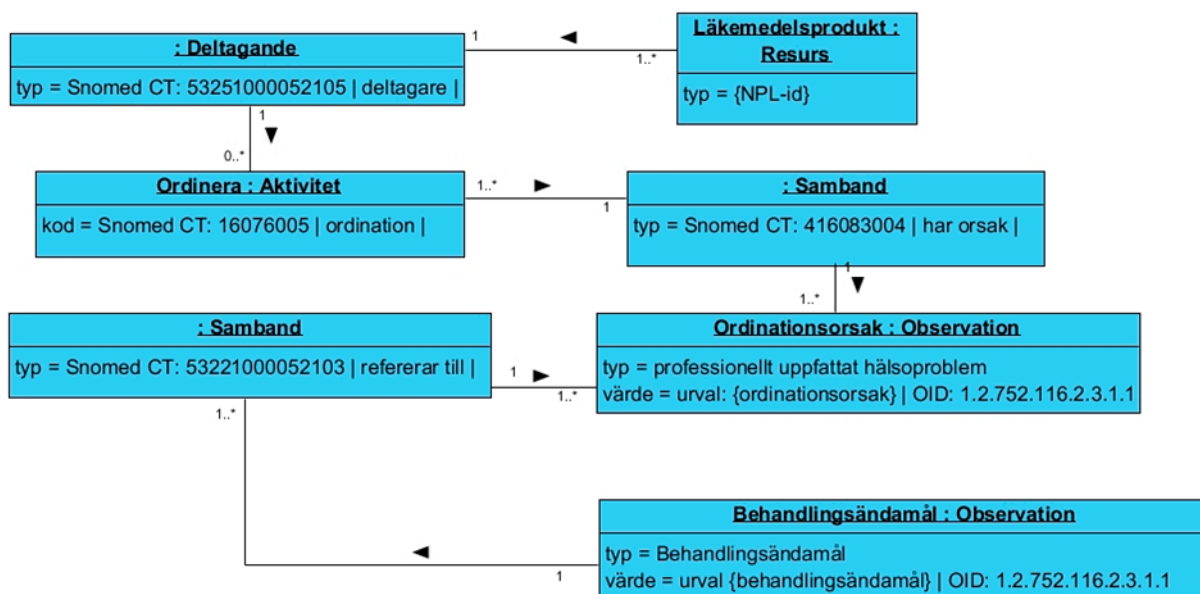 : Deltagande
typ = Snomed CT: 53251000052105 | deltagare |
1
1..*
Läkemedelsprodukt :
Resurs
typ = {NPL-id}
1
0..*
Ordinera : Aktivitet
kod = Snomed CT: 16076005 | ordination |
1..*
1
: Samband
typ = Snomed CT: 416083004 | har orsak |
1
1..*
: Samband
typ = Snomed CT: 53221000052103 | refererar till |
1
1..*
1..*
Ordinationsorsak : Observation
typ = professionellt uppfattat hälsoproblem
värde = urval: {ordinationsorsak} | OID: 1.2.752.116.2.3.1.1
Behandlingsändamål : Observation
typ = Behandlingsändamål
värde = urval {behandlingsändamål} | OID: 1.2.752.116.2.3.1.1
1